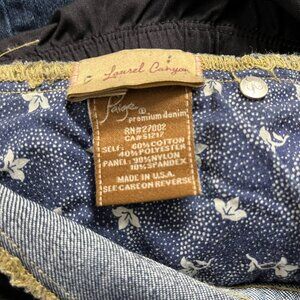 Laurel Canyon
Paige®
premium denim
RN#27002
CA#51217
SELF: 60%COTTON
40%POLYESTER
PANEL: 90%NYLON
10%SPANDEX
MADE IN U.S.A.
SEE CARE ON REVERSE